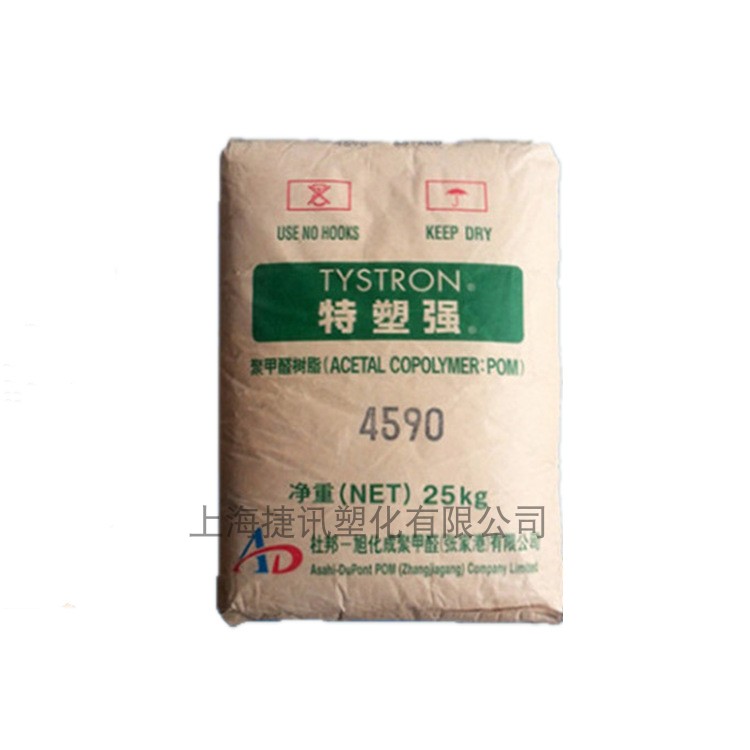 4590
USE NO HOOKS
KEEP DRY
TYSTRON®
特塑强®
聚甲醛树脂(ACETAL COPOLYMER:POM)
4590
净重(NET) 25kg
上海捷讯塑化有限公司
AD
杜邦-旭化成聚甲醛(张家港)有限公司
Asahi-DuPont POM (Zhangjiagang) Company Limited